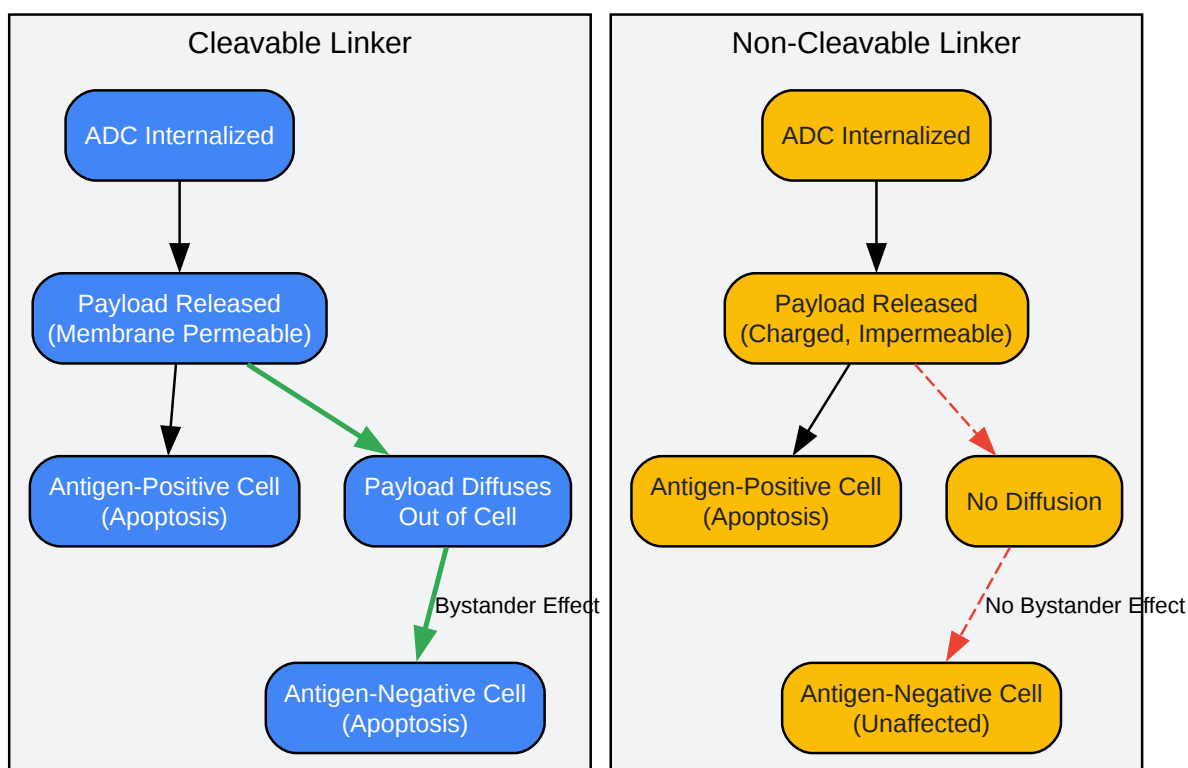 Cleavable Linker
ADC Internalized
Payload Released
(Membrane Permeable)
Antigen-Positive Cell
(Apoptosis)
Payload Diffuses
Out of Cell
Bystander Effect
Antigen-Negative Cell
(Apoptosis)
Non-Cleavable Linker
ADC Internalized
Payload Released
(Charged, Impermeable)
Antigen-Positive Cell
(Apoptosis)
No Diffusion
No Bystander Effect
Antigen-Negative Cell
(Unaffected)